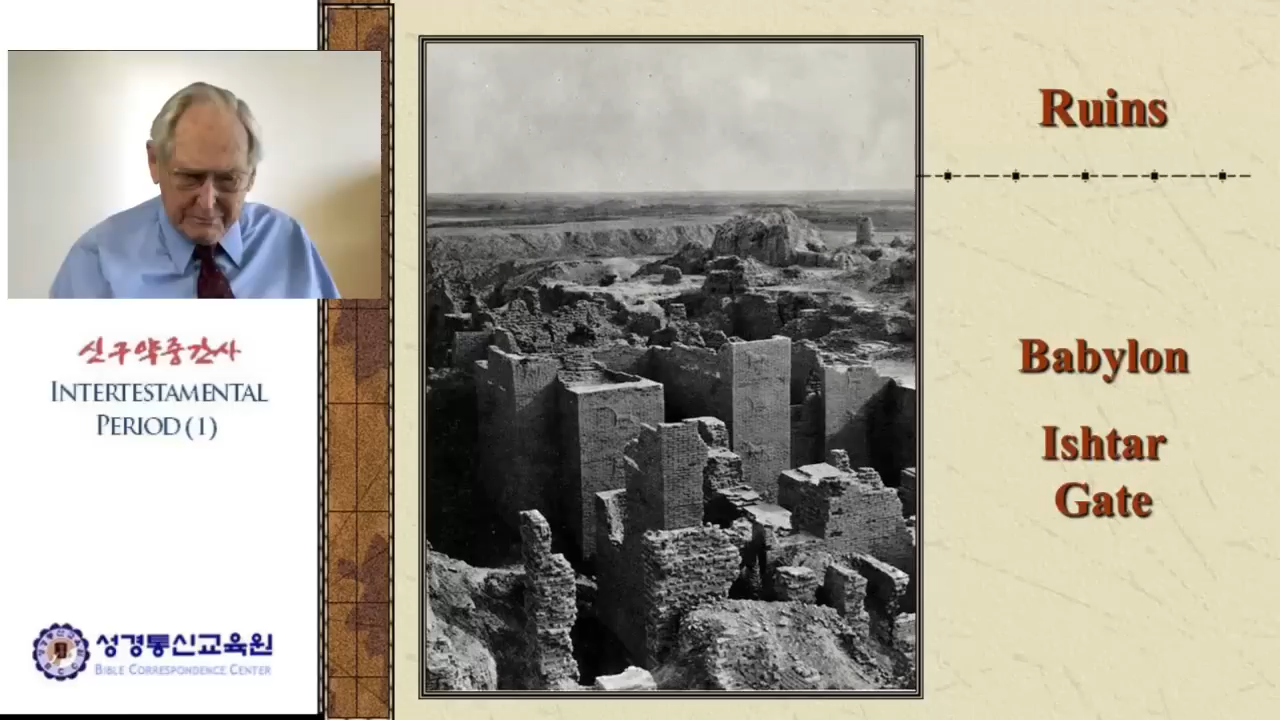 신구약중간사
INTERTESTAMENTAL
PERIOD (1)
성경통신교육원
BIBLE CORRESPONDENCE CENTER
Ruins
Babylon
Ishtar
Gate